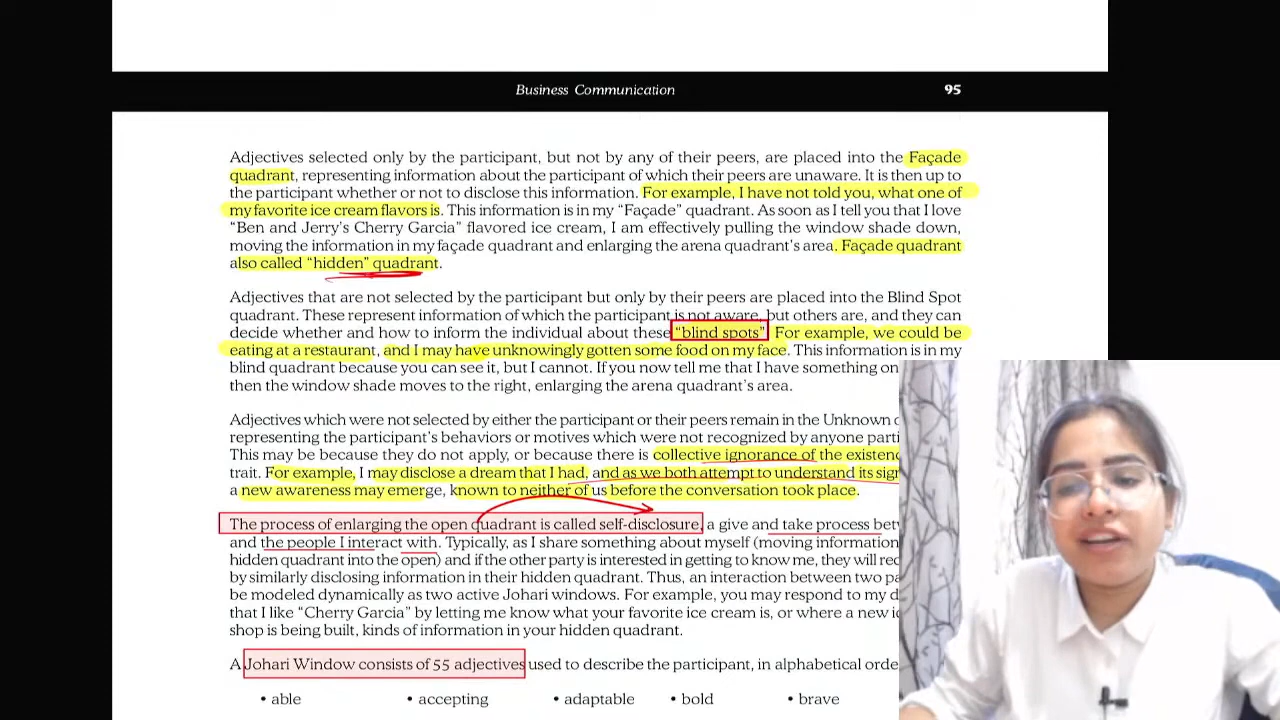 Business Communication 95
Adjectives selected only by the participant, but not by any of their peers, are placed into the Façade
quadrant, representing information about the participant of which their peers are unaware. It is then up to
the participant whether or not to disclose this information. For example, I have not told you, what one of
my favorite ice cream flavors is. This information is in my “Façade” quadrant. As soon as I tell you that I love
“Ben and Jerry’s Cherry Garcia” flavored ice cream, I am effectively pulling the window shade down,
moving the information in my façade quadrant and enlarging the arena quadrant’s area. Façade quadrant
also called “hidden” quadrant.
Adjectives that are not selected by the participant but only by their peers are placed into the Blind Spot
quadrant. These represent information of which the participant is not aware, but others are, and they can
decide whether and how to inform the individual about these “blind spots” For example, we could be
eating at a restaurant, and I may have unknowingly gotten some food on my face. This information is in my
blind quadrant because you can see it, but I cannot. If you now tell me that I have something on
then the window shade moves to the right, enlarging the arena quadrant’s area.
Adjectives which were not selected by either the participant or their peers remain in the Unknown
representing the participant’s behaviors or motives which were not recognized by anyone parti
This may be because they do not apply, or because there is collective ignorance of the existenc
trait. For example, I may disclose a dream that I had, and as we both attempt to understand its sign
a new awareness may emerge, known to neither of us before the conversation took place.
The process of enlarging the open quadrant is called self-disclosure, a give and take process betw
and the people I interact with. Typically, as I share something about myself (moving information
hidden quadrant into the open) and if the other party is interested in getting to know me, they will rec
by similarly disclosing information in their hidden quadrant. Thus, an interaction between two pa
be modeled dynamically as two active Johari windows. For example, you may respond to my d
that I like “Cherry Garcia” by letting me know what your favorite ice cream is, or where a new ic
shop is being built, kinds of information in your hidden quadrant.
A Johari Window consists of 55 adjectives used to describe the participant, in alphabetical orde
• able • accepting • adaptable • bold • brave